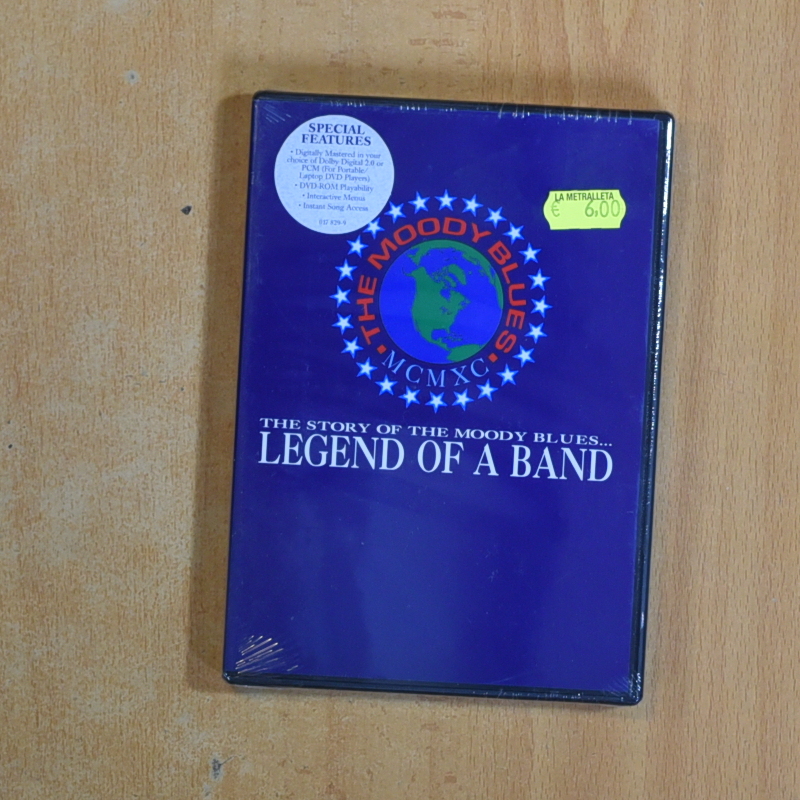 SPECIAL
FEATURES
• Digitally Mastered in your
choice of Dolby Digital 2.0 or
PCM (For Portable/
Laptop DVD Players).
• DVD-ROM Playability
• Interactive Menu
• Instant Song Access
LA METRALLETA
€ 6,00
THE MOODY BLUES
• MCMXC •
THE STORY OF THE MOODY BLUES...
LEGEND OF A BAND